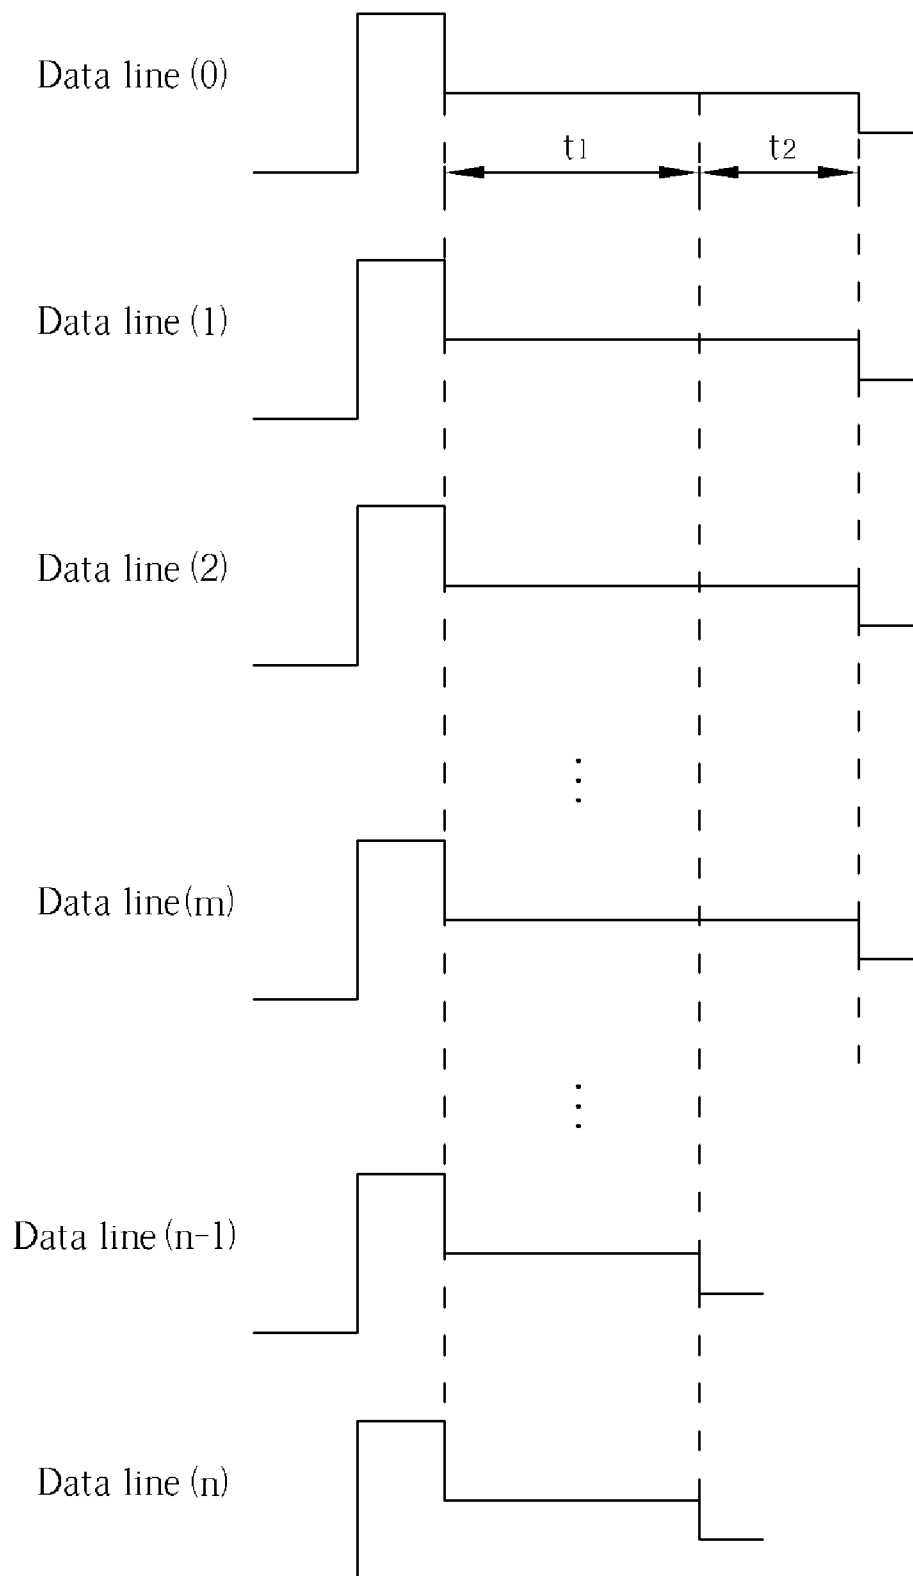 Data line (0)
t1
t2
Data line (1)
Data line (2)
Data line (m)
Data line (n-1)
Data line (n)